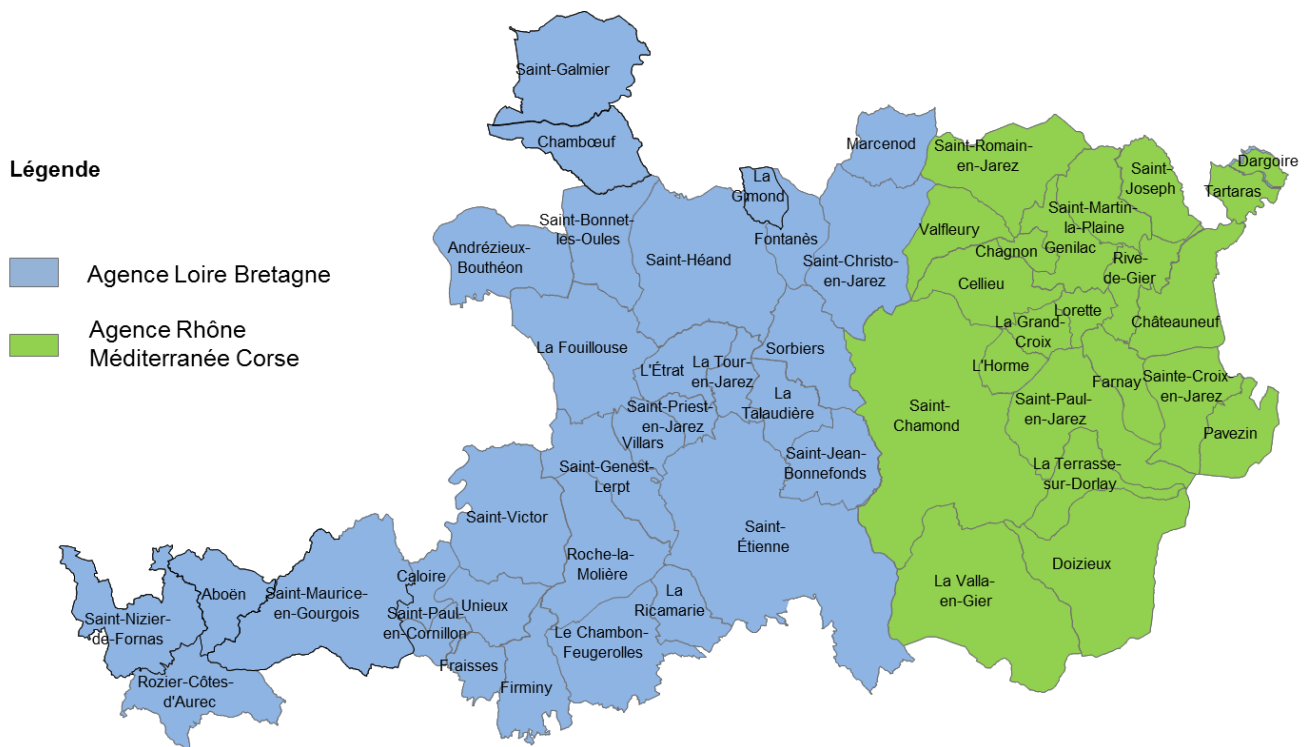 Saint-Galmier
Chambœuf
Marcenod
Légende
Saint-Romain-
en-Jarez
Saint-
Joseph
Dargoire
Tartaras
La
Gimond
Saint-Bonnet-
les-Oules
Andrézieux-
Bouthéon
Saint-Héand
Fontanès
Saint-Christo-
en-Jarez
Valfleury
Saint-Martin-
la-Plaine
Chagnon
Genilac
Rive-
de-Gier
Cellieu
Agence Loire Bretagne
Agence Rhône
Méditerranée Corse
La Fouillouse
L'Étrat
La Tour-
en-Jarez
Sorbiers
La Grand-
Croix
Lorette
Châteauneuf
L'Horme
Farnay
Sainte-Croix-
en-Jarez
La
Talaudière
Saint-Priest-
en-Jarez
Villars
Saint-
Chamond
Saint-Paul-
en-Jarez
Pavezin
Saint-Genest-
Lerpt
Saint-Jean-
Bonnefonds
La Terrasse-
sur-Dorlay
Saint-Victor
Saint-
Étienne
Roche-la-
Molière
Doizieux
La Valla-
en-Gier
Caloire
Aboën
Saint-Maurice-
en-Gourgois
Saint-Nizier-
de-Fornas
Saint-Paul-
en-Cornillon
Unieux
La
Ricamarie
Le Chambon-
Feugerolles
Fraisses
Firminy
Rozier-Côtes-
d'Aurec